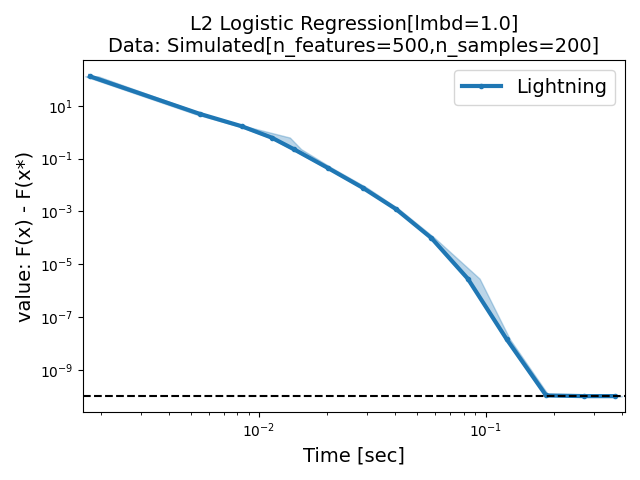 L2 Logistic Regression[lmbd=1.0]
Data: Simulated[n_features=500,n_samples=200]
Lightning
value: F(x) - F(x*)
10^1
10^-1
10^-3
10^-5
10^-7
10^-9
10^-2
10^-1
Time [sec]